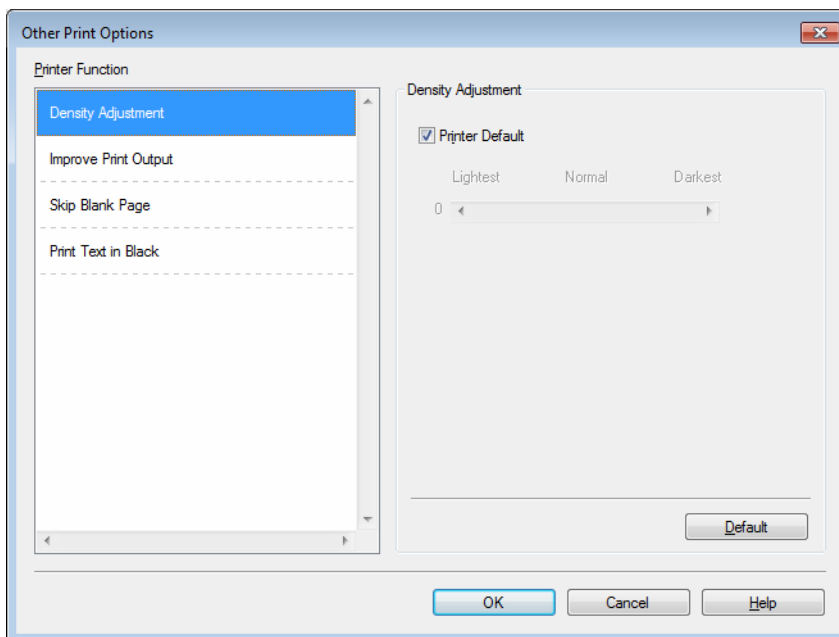 Other Print Options
Printer Function
Density Adjustment
Improve Print Output
Skip Blank Page
Print Text in Black
Density Adjustment
Printer Default
Lightest Normal Darkest
0
Default
OK Cancel Help